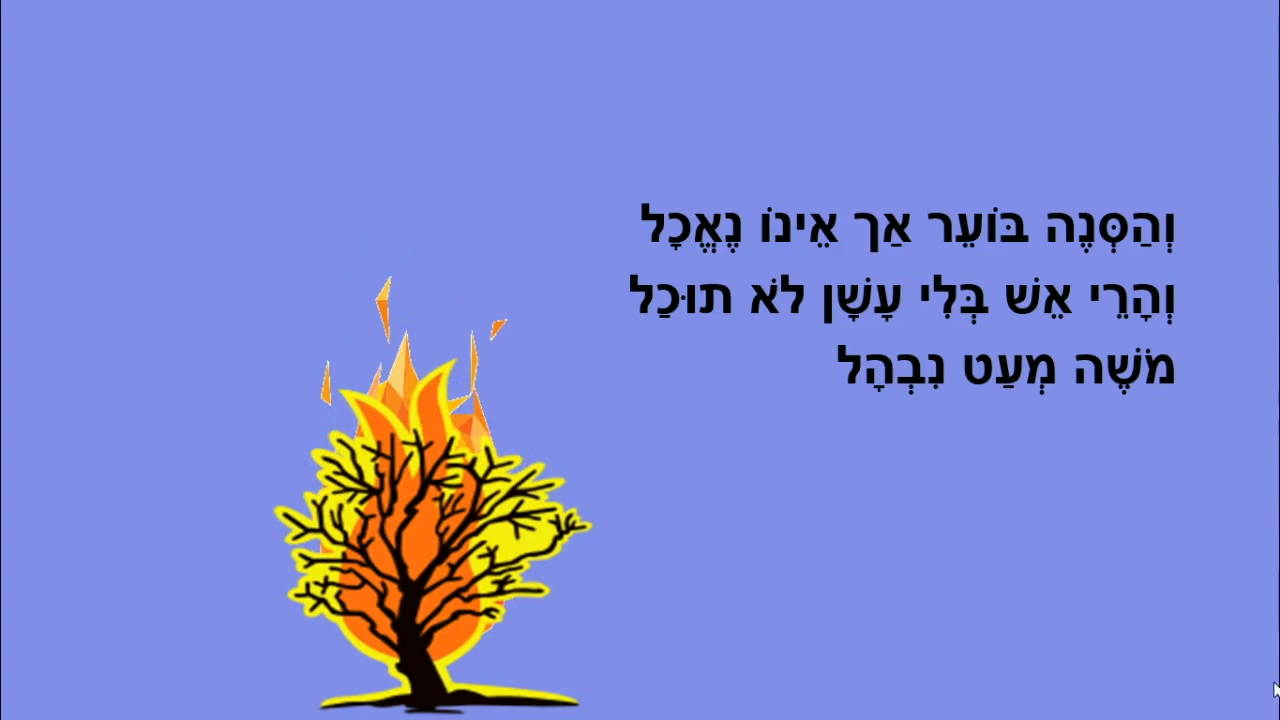 וְהַסְּנֶה בּוֹעֵר אַך אֵינוֹ נֶאֱכָל
וְהָרֵי אֵשׁ בְּלִי עָשָׁן לֹא תוּכַל
מֹשֶׁה מְעַט נִבְהָל